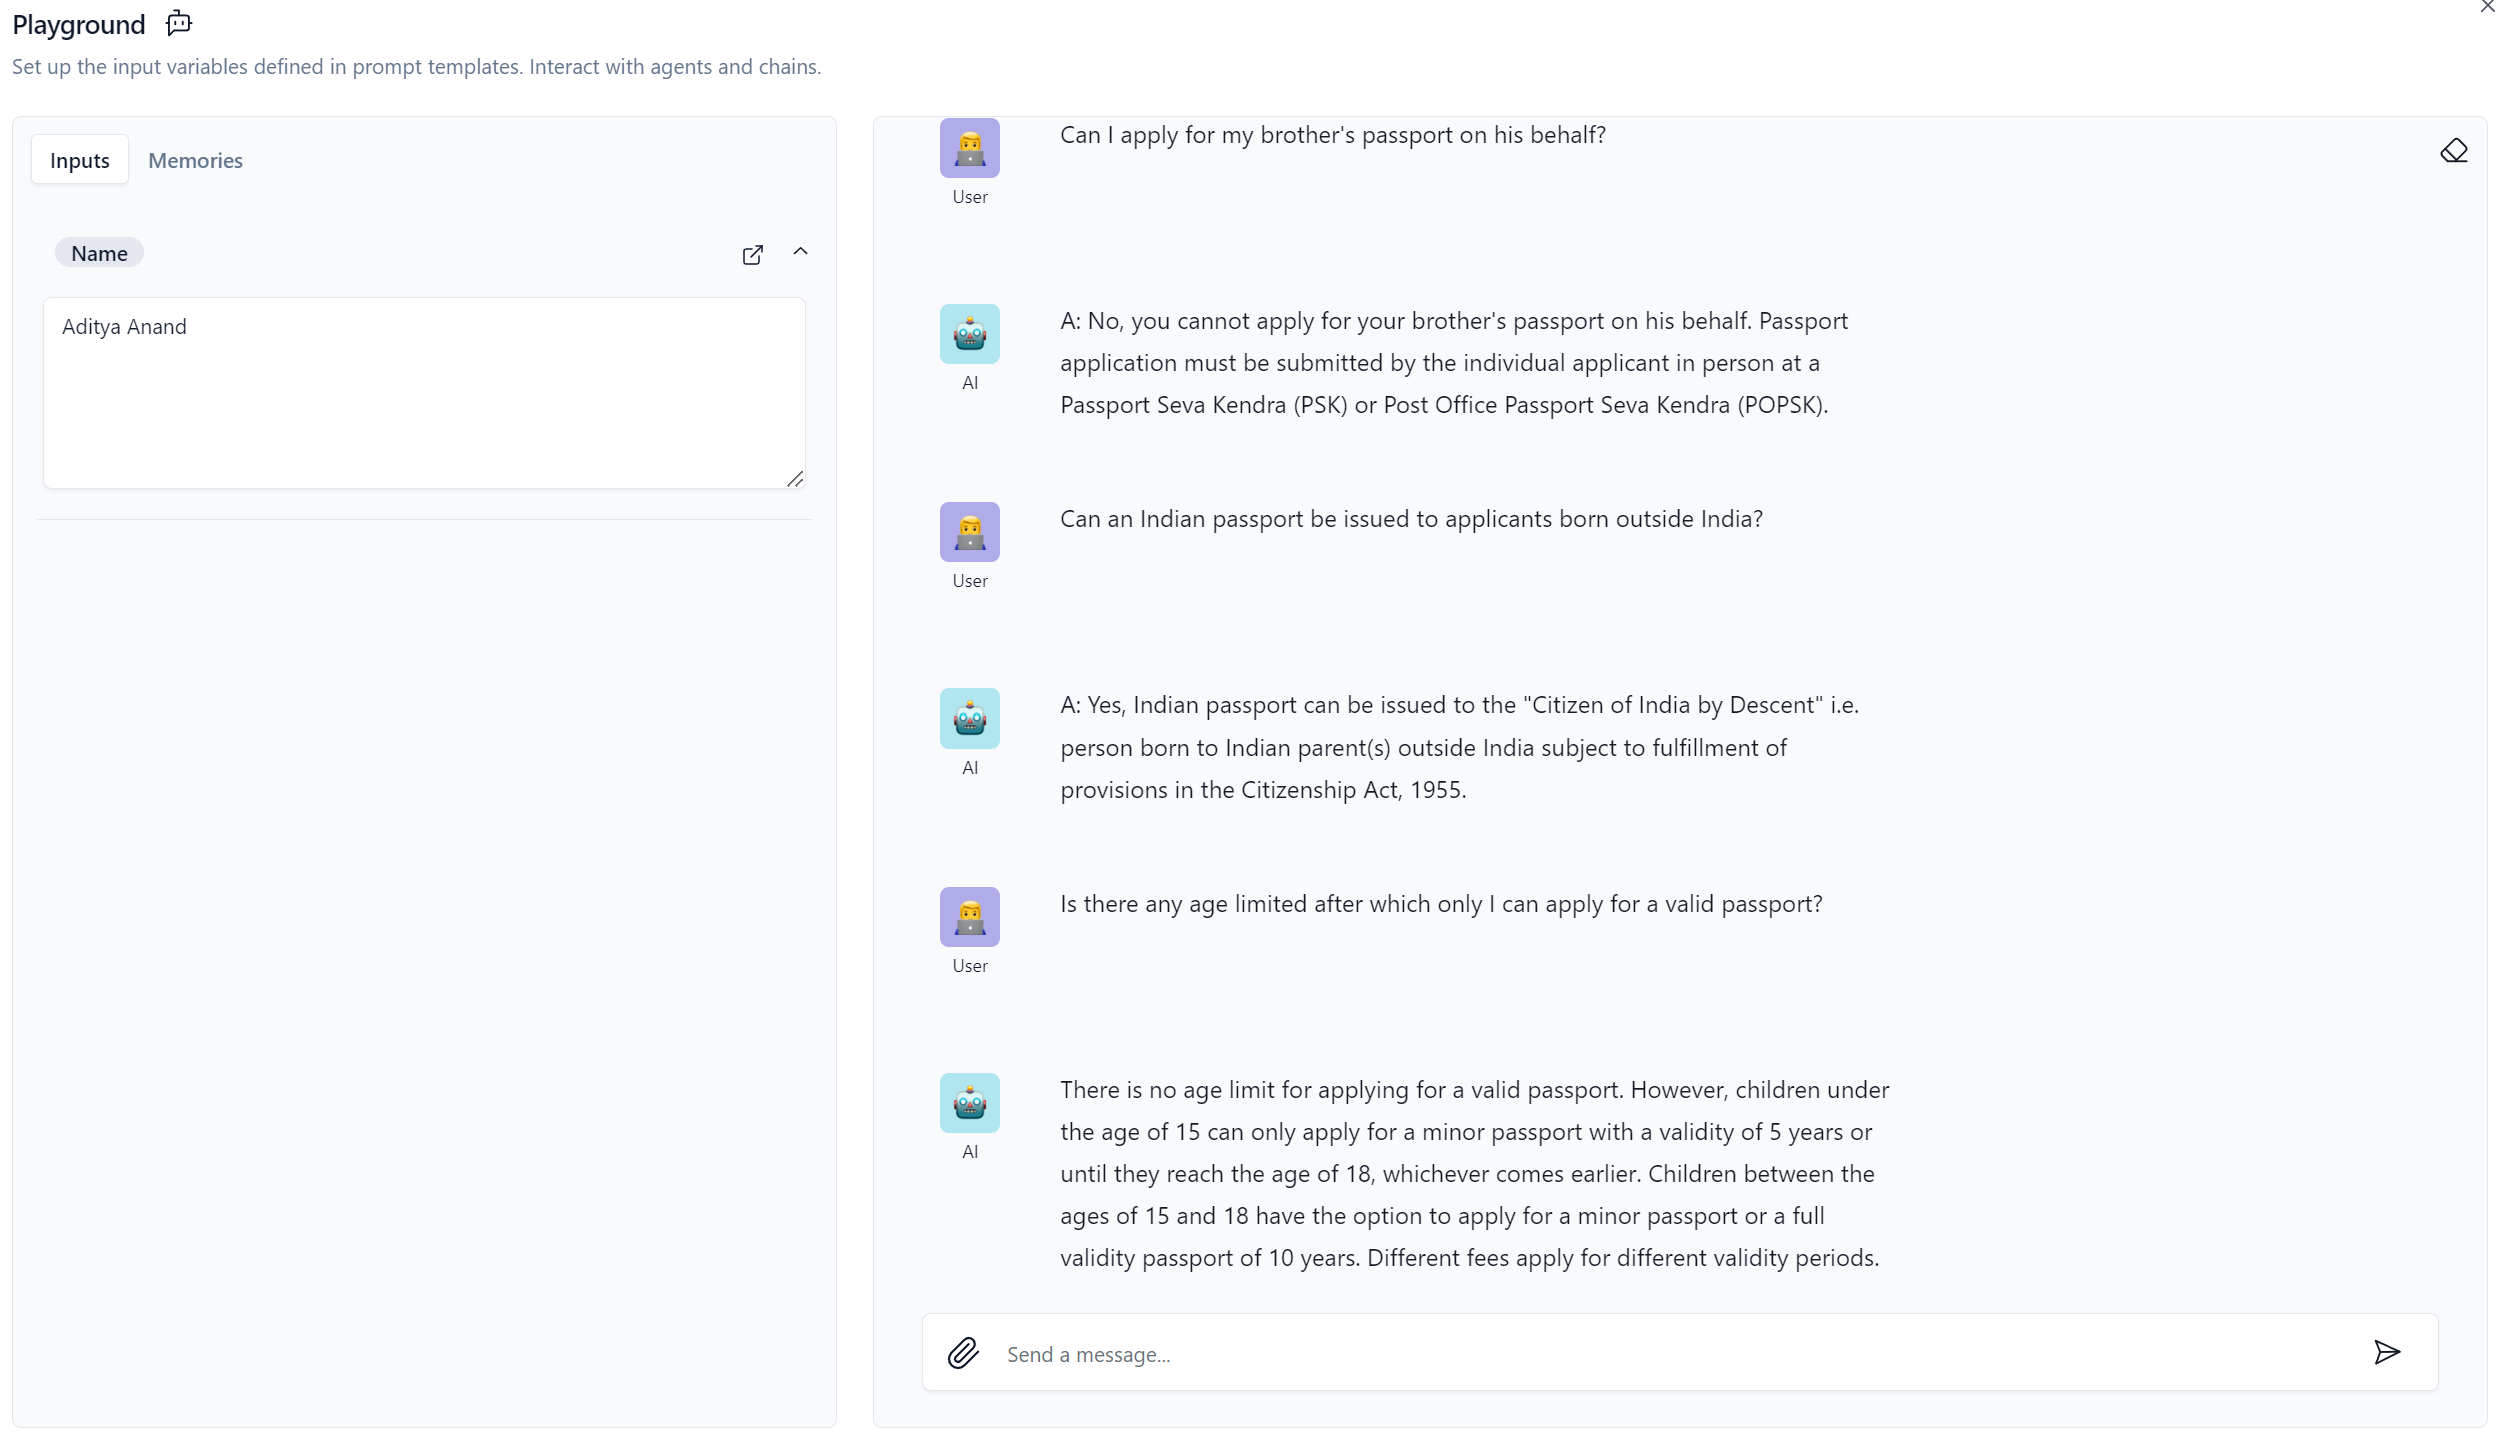 Playground
Set up the input variables defined in prompt templates. Interact with agents and chains.
Inputs
Memories
Name
Aditya Anand
Can I apply for my brother's passport on his behalf?
User
A: No, you cannot apply for your brother's passport on his behalf. Passport
application must be submitted by the individual applicant in person at a
Passport Seva Kendra (PSK) or Post Office Passport Seva Kendra (POPSK).
AI
Can an Indian passport be issued to applicants born outside India?
User
A: Yes, Indian passport can be issued to the "Citizen of India by Descent" i.e.
person born to Indian parent(s) outside India subject to fulfillment of
provisions in the Citizenship Act, 1955.
AI
Is there any age limited after which only I can apply for a valid passport?
User
There is no age limit for applying for a valid passport. However, children under
the age of 15 can only apply for a minor passport with a validity of 5 years or
until they reach the age of 18, whichever comes earlier. Children between the
ages of 15 and 18 have the option to apply for a minor passport or a full
validity passport of 10 years. Different fees apply for different validity periods.
AI
Send a message...